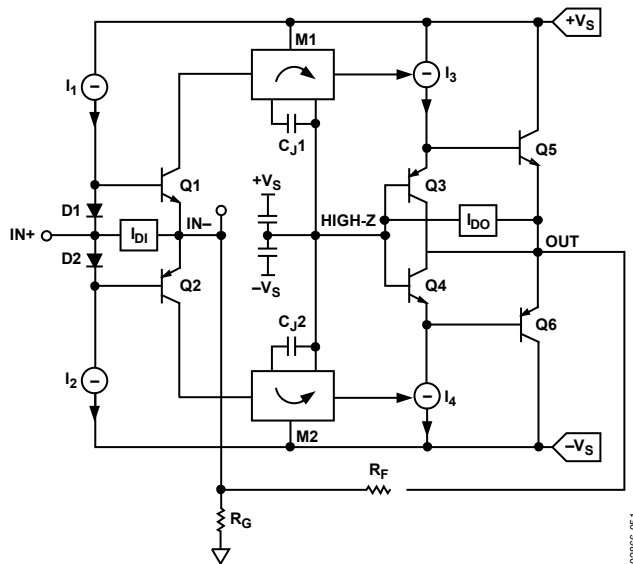 +VS
M1
I1
I3
CJ1
Q5
Q1
Q3
+VS
D1
IN–
HIGH-Z
IN+
IDI
IDO
OUT
D2
–VS
Q2
Q4
Q6
CJ2
I2
I4
M2
–VS
RF
RG